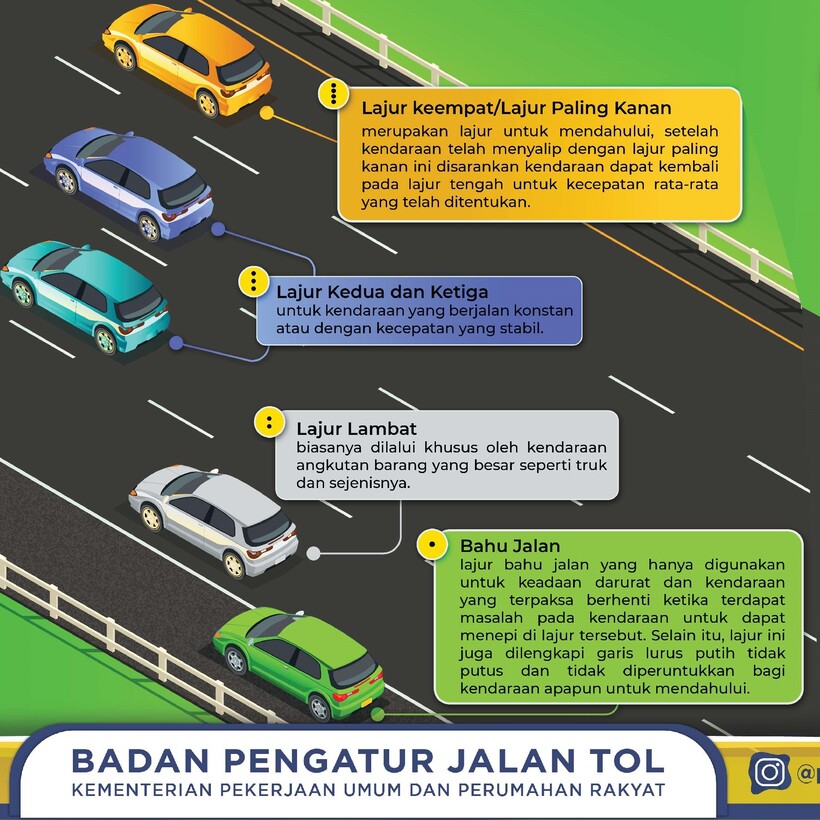 Lajur keempat/Lajur Paling Kanan
merupakan lajur untuk mendahului, setelah
kendaraan telah menyalip dengan lajur paling
kanan ini disarankan kendaraan dapat kembali
pada lajur tengah untuk kecepatan rata-rata
yang telah ditentukan.
Lajur Kedua dan Ketiga
untuk kendaraan yang berjalan konstan
atau dengan kecepatan yang stabil.
Lajur Lambat
biasanya dilalui khusus oleh kendaraan
angkutan barang yang besar seperti truk
dan sejenisnya.
Bahu Jalan
lajur bahu jalan yang hanya digunakan
untuk keadaan darurat dan kendaraan
yang terpaksa berhenti ketika terdapat
masalah pada kendaraan untuk dapat
menepi di lajur tersebut. Selain itu, lajur ini
juga dilengkapi garis lurus putih tidak
putus dan tidak diperuntukkan bagi
kendaraan apapun untuk mendahului.
BADAN PENGATUR JALAN TOL
KEMENTERIAN PEKERJAAN UMUM DAN PERUMAHAN RAKYAT